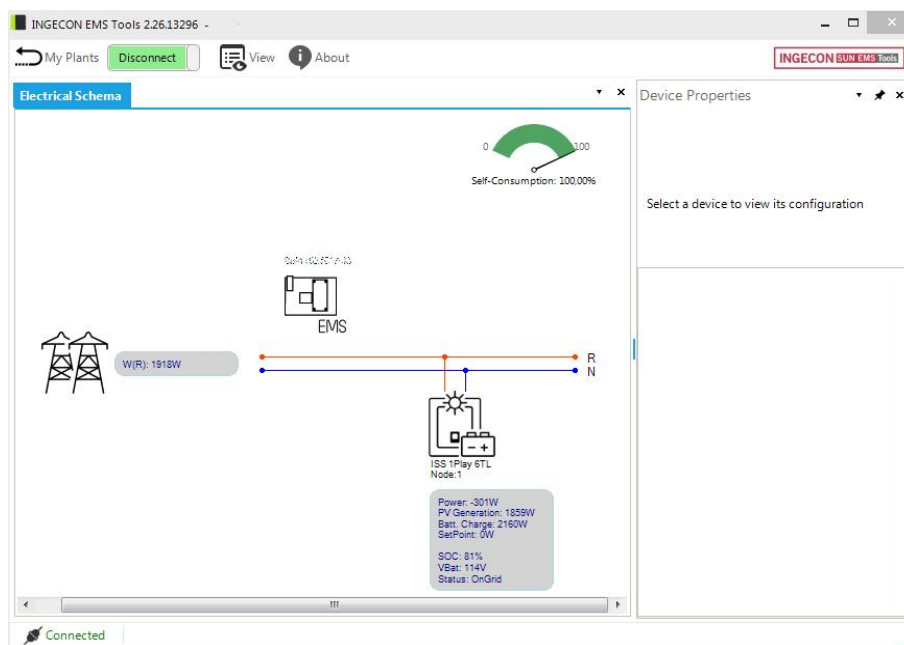 INGECON EMS Tools 2.26.13296 -
My Plants Disconnect View About
INGECON SUN EMS Tools
Electrical Schema
Device Properties
0
100
Self-Consumption: 100,00%
Select a device to view its configuration
EMS
W(R): 1918W
R
N
ISS 1Play 6TL
Node:1
Power: -301W
PV Generation: 1859W
Batt. Charge: 2160W
SetPoint: 0W
SOC: 81%
VBat: 114V
Status: OnGrid
Connected